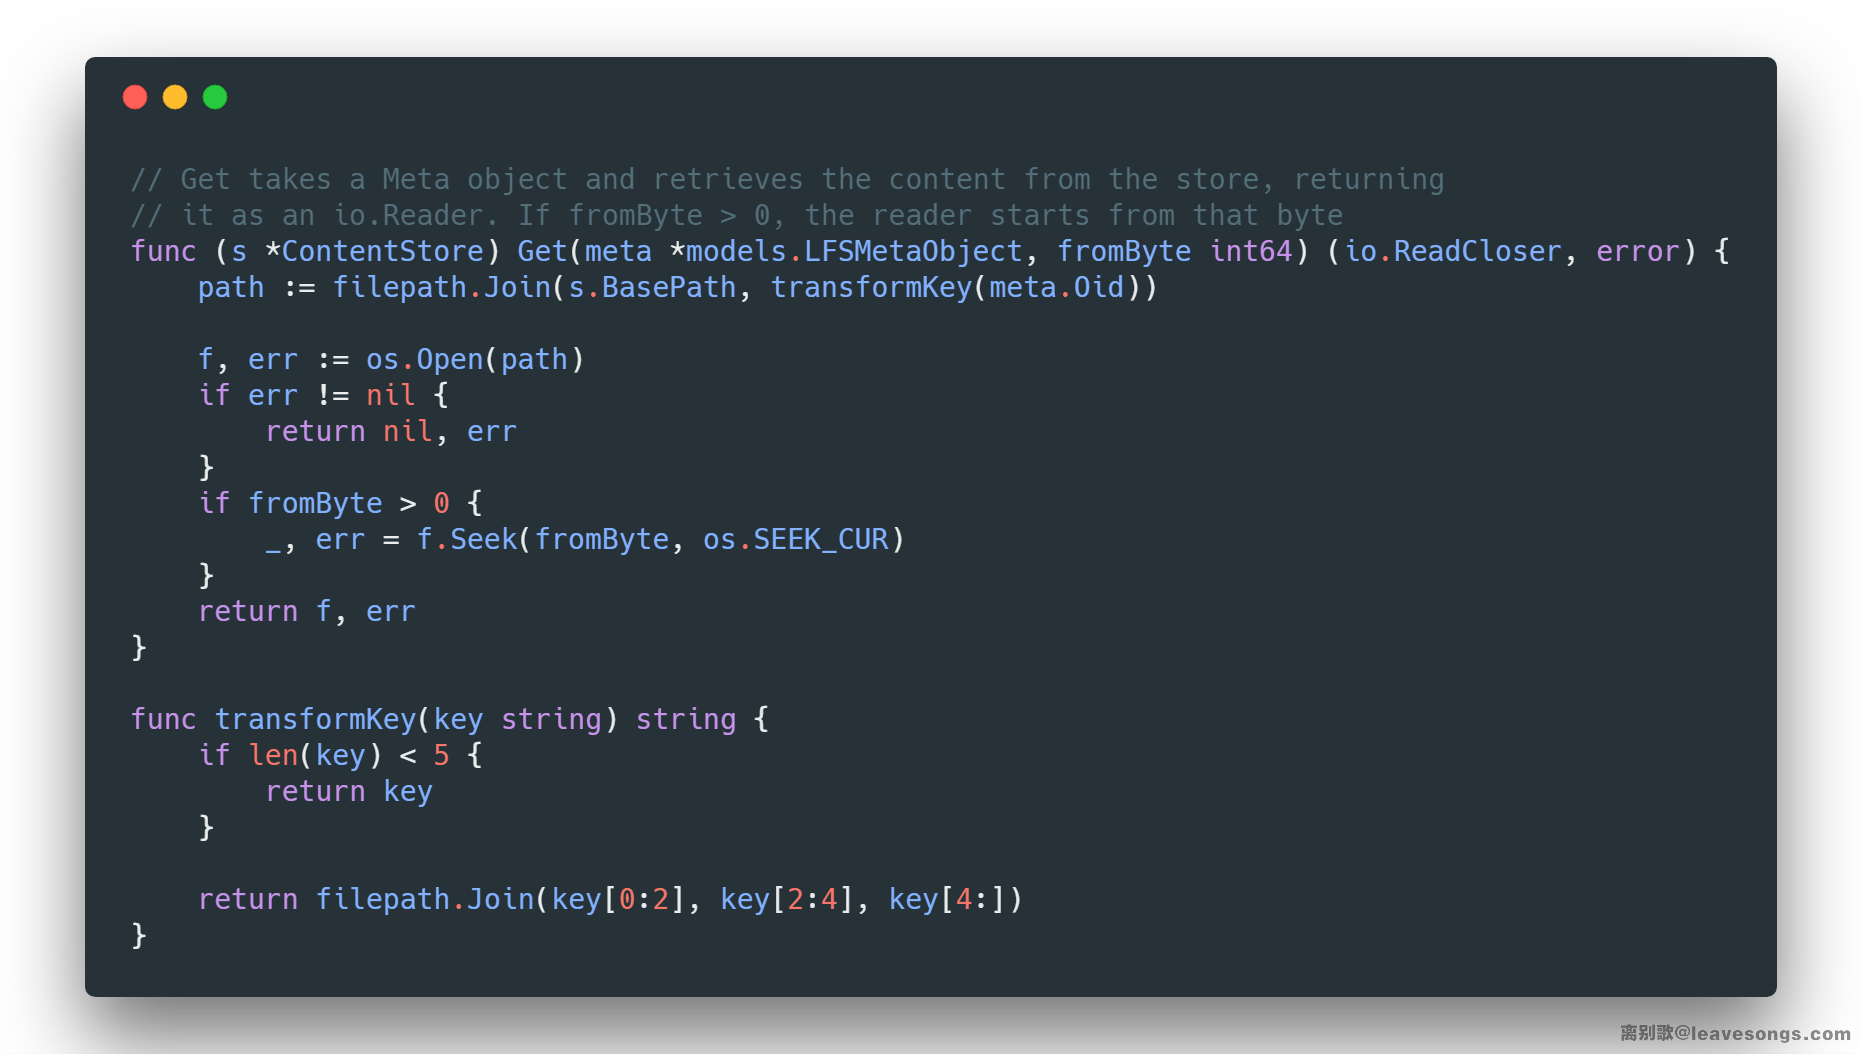 // Get takes a Meta object and retrieves the content from the store, returning
// it as an io.Reader. If fromByte > 0, the reader starts from that byte
func (s *ContentStore) Get(meta *models.LFSMetaObject, fromByte int64) (io.ReadCloser, error) {
    path := filepath.Join(s.BasePath, transformKey(meta.Oid))

    f, err := os.Open(path)
    if err != nil {
        return nil, err
    }
    if fromByte > 0 {
        _, err = f.Seek(fromByte, os.SEEK_CUR)
    }
    return f, err
}

func transformKey(key string) string {
    if len(key) < 5 {
        return key
    }

    return filepath.Join(key[0:2], key[2:4], key[4:])
}
离别歌@leavesongs.com